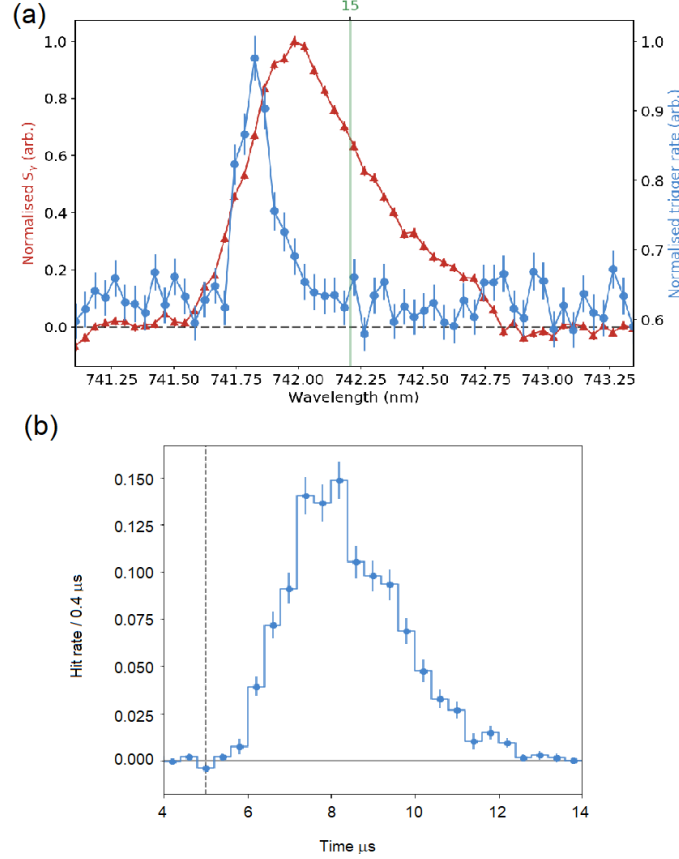 (a)
15
1.0
0.8
0.6
0.4
0.2
0.0
Normalised Sγ (arb.)
1.0
0.9
0.8
0.7
0.6
Normalised trigger rate (arb.)
741.25 741.50 741.75 742.00 742.25 742.50 742.75 743.00 743.25
Wavelength (nm)
(b)
0.150
0.125
0.100
0.075
0.050
0.025
0.000
Hit rate / 0.4 μs
4 6 8 10 12 14
Time μs